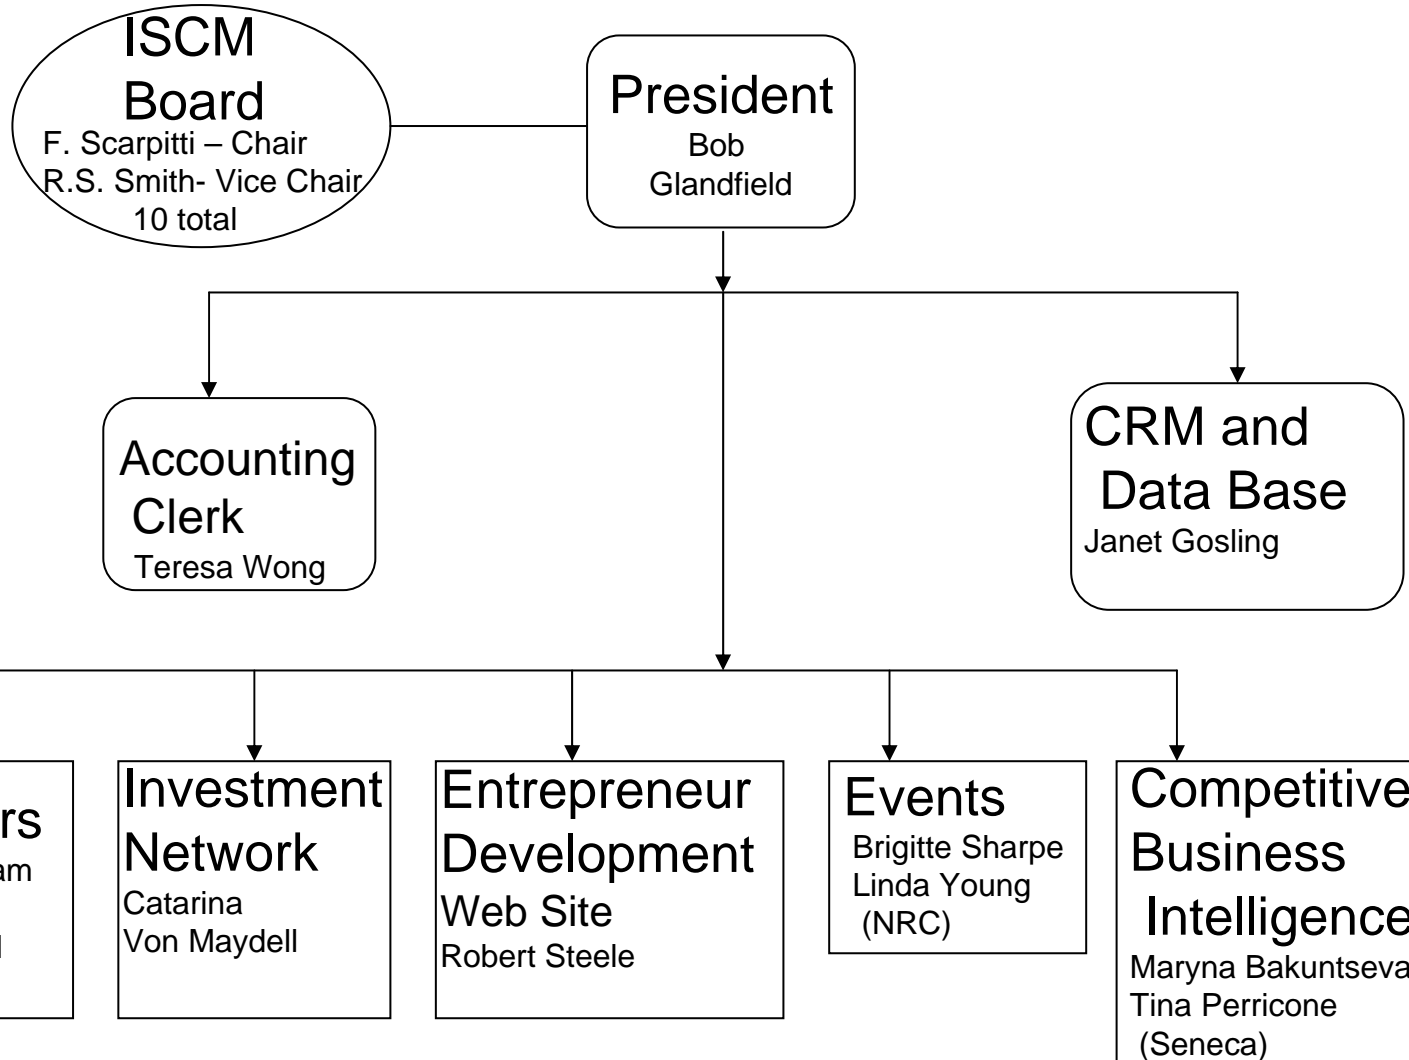 ISCM
Board
F. Scarpitti – Chair
R.S. Smith- Vice Chair
10 total
President
Bob
Glandfield
Accounting
Clerk
Teresa Wong
CRM and
Data Base
Janet Gosling
Investment
Network
Catarina
Von Maydell
Entrepreneur
Development
Web Site
Robert Steele
Events
Brigitte Sharpe
Linda Young
(NRC)
Competitive
Business
Intelligence
Maryna Bakuntseva
Tina Perricone
(Seneca)